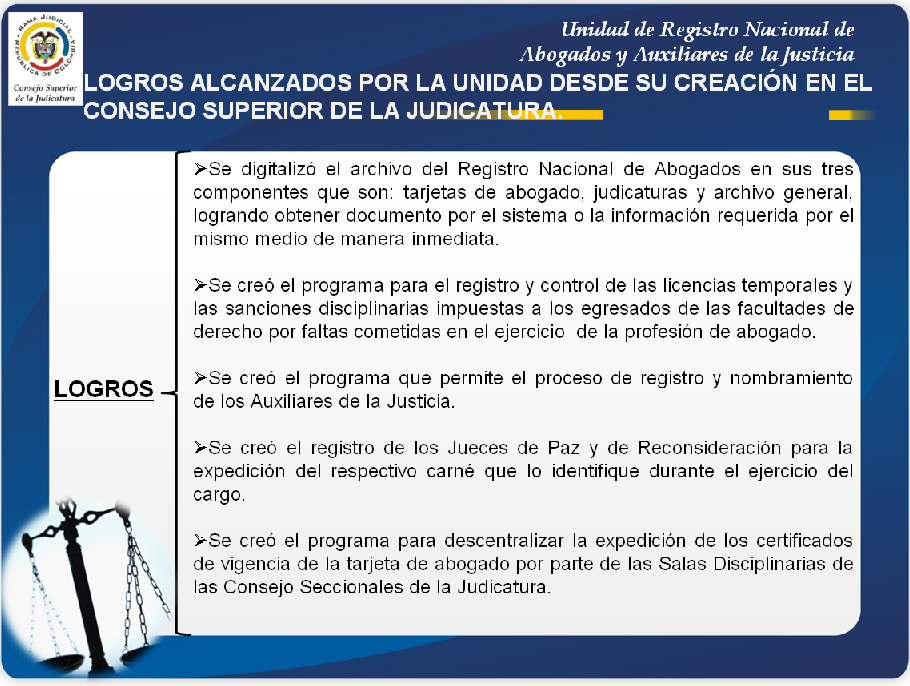 RAMA JUDICIAL
REPUBLICA DE COLOMBIA
Consejo Superior
de la Judicatura
Unidad de Registro Nacional de
Abogados y Auxiliares de la Justicia
LOGROS ALCANZADOS POR LA UNIDAD DESDE SU CREACIÓN EN EL
CONSEJO SUPERIOR DE LA JUDICATURA.
LOGROS
➢Se digitalizó el archivo del Registro Nacional de Abogados en sus tres
componentes que son: tarjetas de abogado, judicaturas y archivo general,
logrando obtener documento por el sistema o la información requerida por el
mismo medio de manera inmediata.
➢Se creó el programa para el registro y control de las licencias temporales y
las sanciones disciplinarias impuestas a los egresados de las facultades de
derecho por faltas cometidas en el ejercicio  de la profesión de abogado.
➢Se creó el programa que permite el proceso de registro y nombramiento
de los Auxiliares de la Justicia.
➢Se creó el registro de los Jueces de Paz y de Reconsideración para la
expedición del respectivo carné que lo identifique durante el ejercicio del
cargo.
➢Se creó el programa para descentralizar la expedición de los certificados
de vigencia de la tarjeta de abogado por parte de las Salas Disciplinarias de
las Consejo Seccionales de la Judicatura.